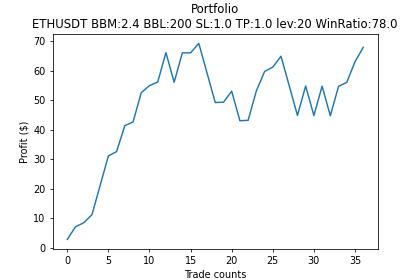 Portfolio
ETHUSDT BBM:2.4 BBL:200 SL:1.0 TP:1.0 lev:20 WinRatio:78.0
70
60
50
40
30
20
10
0
Profit ($)
0 5 10 15 20 25 30 35
Trade counts